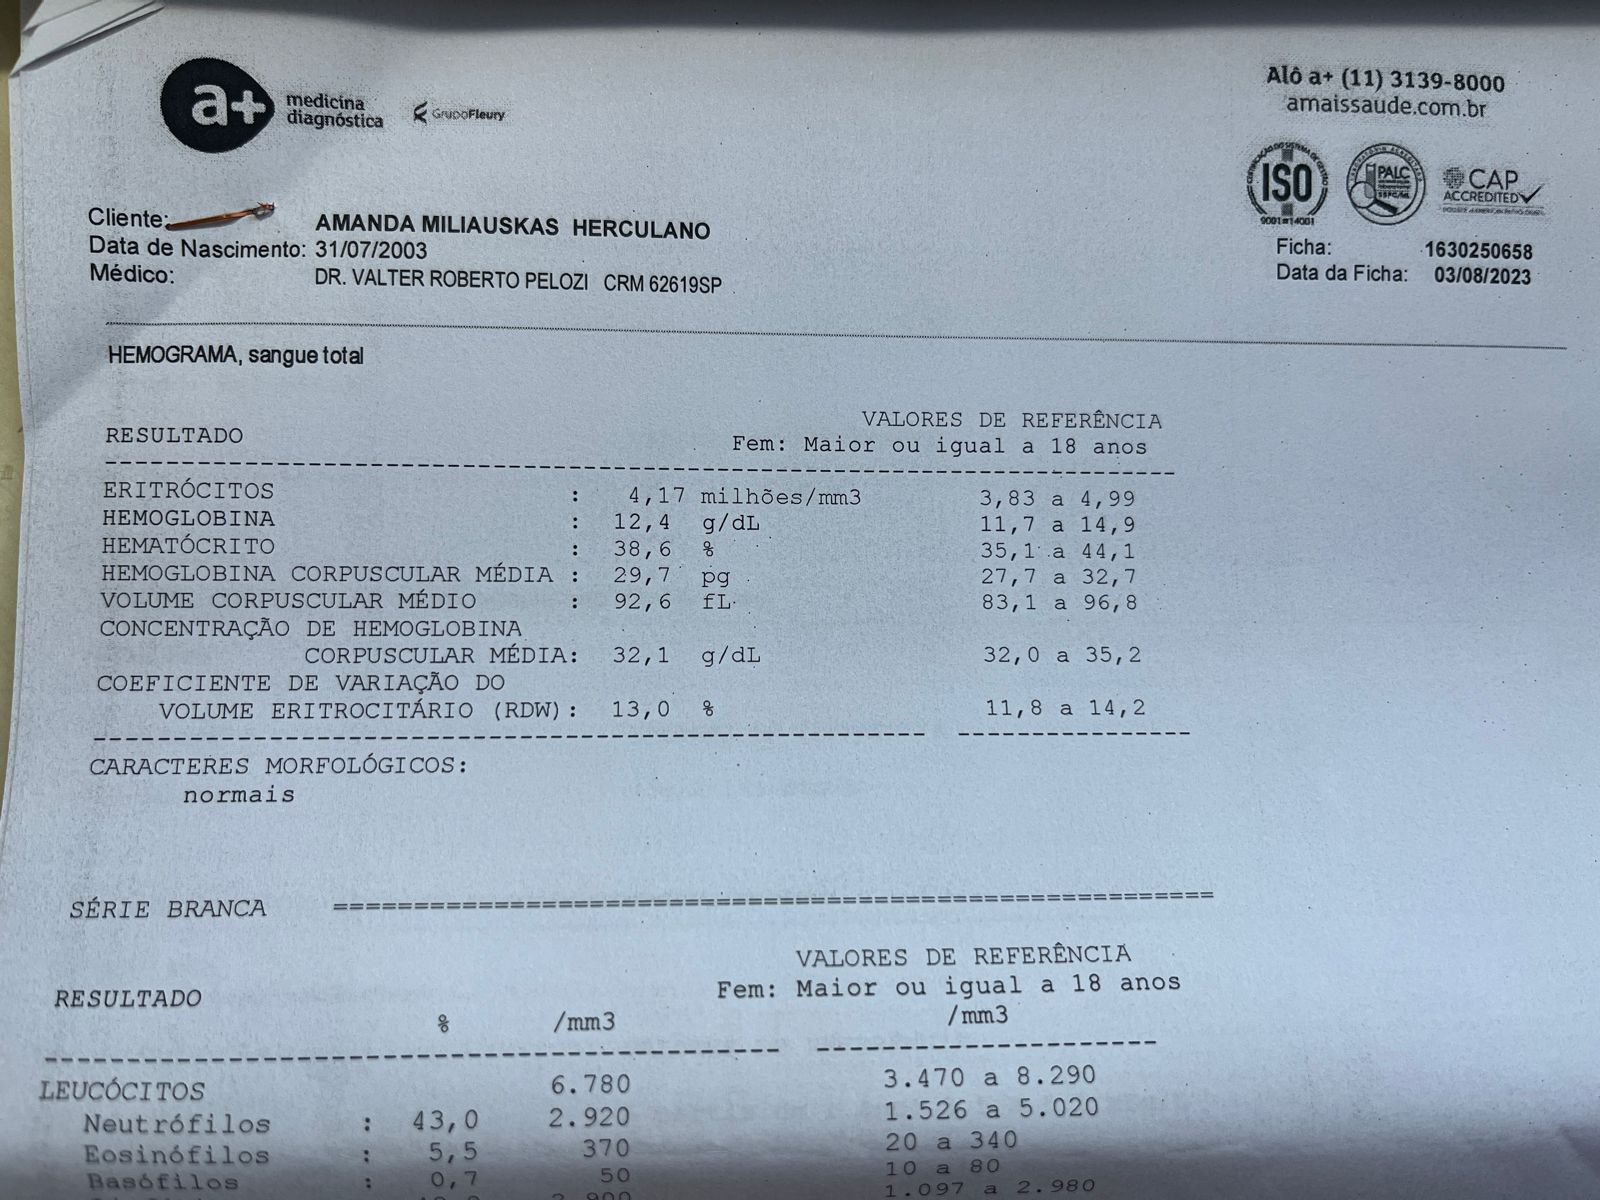 a+ medicina diagnóstica GrupoFleury
Alô a+ (11) 3139-8000
amaissaude.com.br
ISO
9001 14001
PALC
CAP
ACCREDITED
Cliente: AMANDA MILIAUSKAS HERCULANO
Data de Nascimento: 31/07/2003
Médico: DR. VALTER ROBERTO PELOZI CRM 62619SP
Ficha: 1630250658
Data da Ficha: 03/08/2023
HEMOGRAMA, sangue total
VALORES DE REFERÊNCIA
RESULTADO Fem: Maior ou igual a 18 anos
ERITRÓCITOS : 4,17 milhões/mm3 3,83 a 4,99
HEMOGLOBINA : 12,4 g/dL 11,7 a 14,9
HEMATÓCRITO : 38,6 % 35,1 a 44,1
HEMOGLOBINA CORPUSCULAR MÉDIA : 29,7 pg 27,7 a 32,7
VOLUME CORPUSCULAR MÉDIO : 92,6 fL 83,1 a 96,8
CONCENTRAÇÃO DE HEMOGLOBINA
CORPUSCULAR MÉDIA: 32,1 g/dL 32,0 a 35,2
COEFICIENTE DE VARIAÇÃO DO
VOLUME ERITROCITÁRIO (RDW): 13,0 % 11,8 a 14,2
CARACTERES MORFOLÓGICOS:
normais
SÉRIE BRANCA
VALORES DE REFERÊNCIA
RESULTADO Fem: Maior ou igual a 18 anos
% /mm3 /mm3
LEUCÓCITOS 6.780 3.470 a 8.290
Neutrófilos : 43,0 2.920 1.526 a 5.020
Eosinófilos : 5,5 370 20 a 340
Basófilos : 0,7 50 10 a 80
2.900 1.097 a 2.980